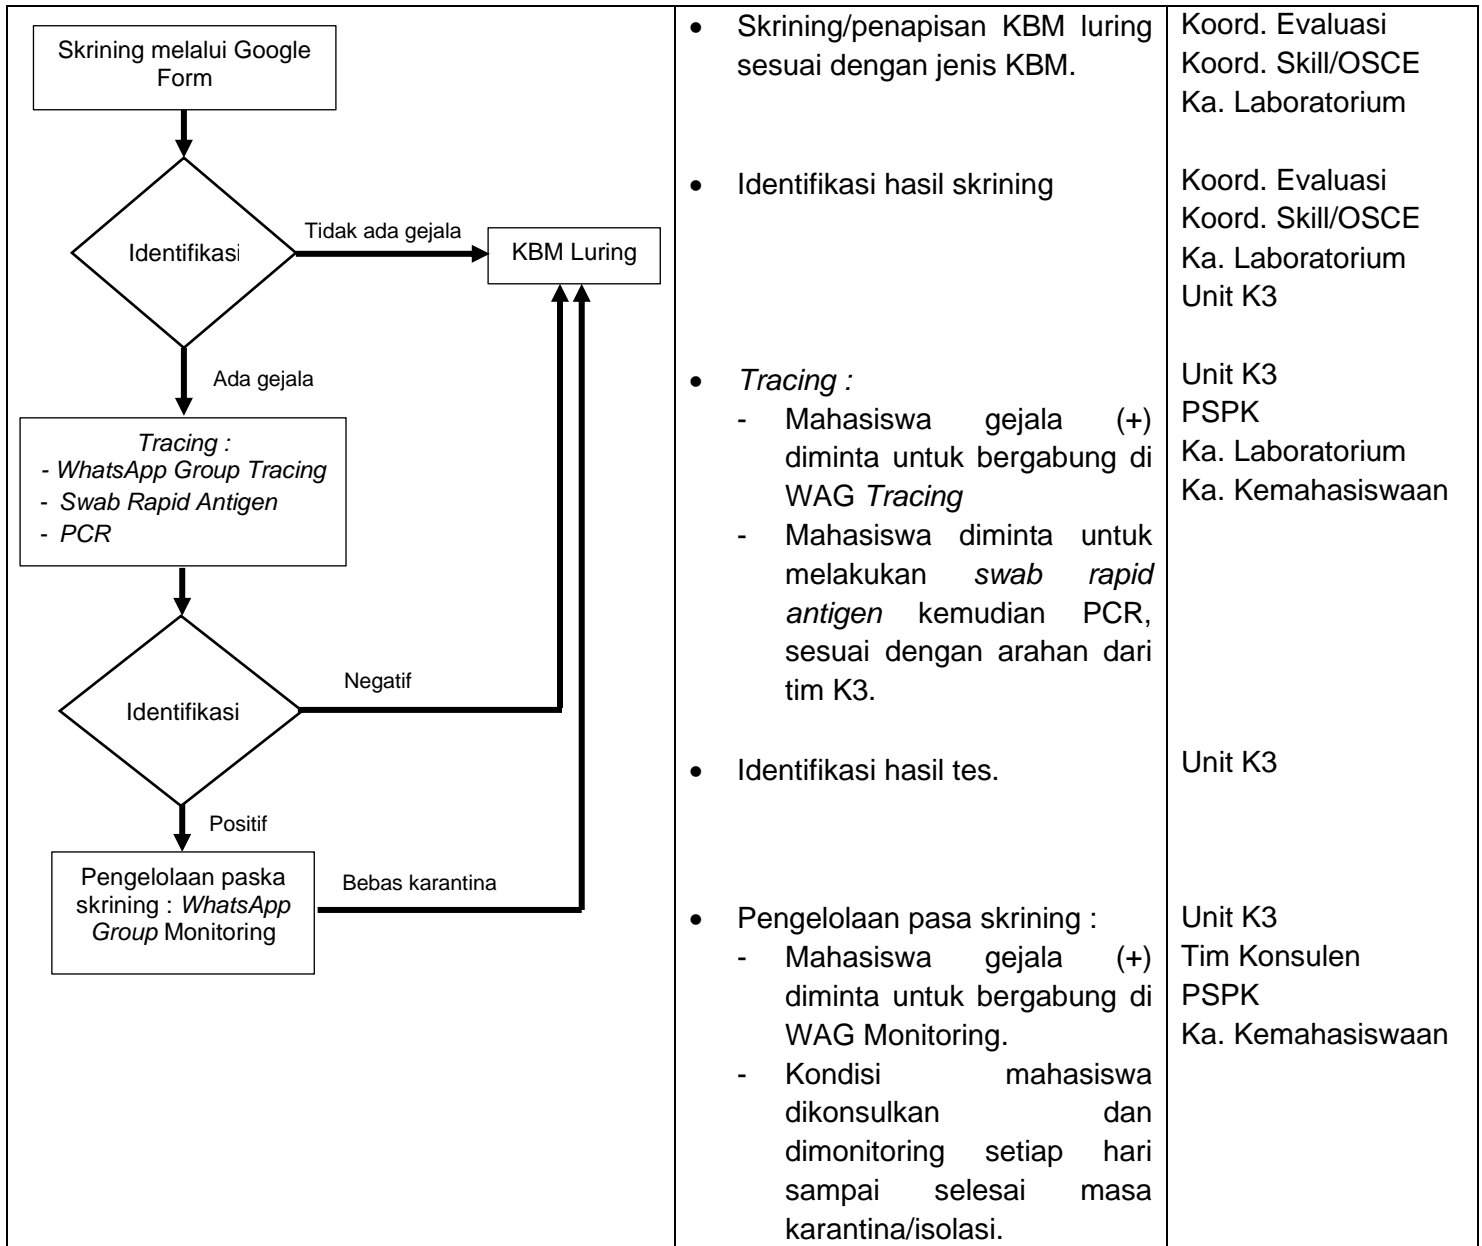 Skrining melalui Google
Form
Identifikasi
Tidak ada gejala
KBM Luring
Ada gejala
Tracing :
- WhatsApp Group Tracing
- Swab Rapid Antigen
- PCR
Identifikasi
Negatif
Positif
Pengelolaan paska
skrining : WhatsApp
Group Monitoring
Bebas karantina
• Skrining/penapisan KBM luring
sesuai dengan jenis KBM.
• Identifikasi hasil skrining
• Tracing :
- Mahasiswa gejala (+)
diminta untuk bergabung di
WAG Tracing
- Mahasiswa diminta untuk
melakukan swab rapid
antigen kemudian PCR,
sesuai dengan arahan dari
tim K3.
• Identifikasi hasil tes.
• Pengelolaan pasa skrining :
- Mahasiswa gejala (+)
diminta untuk bergabung di
WAG Monitoring.
- Kondisi mahasiswa
dikonsulkan dan
dimonitoring setiap hari
sampai selesai masa
karantina/isolasi.
Koord. Evaluasi
Koord. Skill/OSCE
Ka. Laboratorium
Koord. Evaluasi
Koord. Skill/OSCE
Ka. Laboratorium
Unit K3
Unit K3
PSPK
Ka. Laboratorium
Ka. Kemahasiswaan
Unit K3
Unit K3
Tim Konsulen
PSPK
Ka. Kemahasiswaan